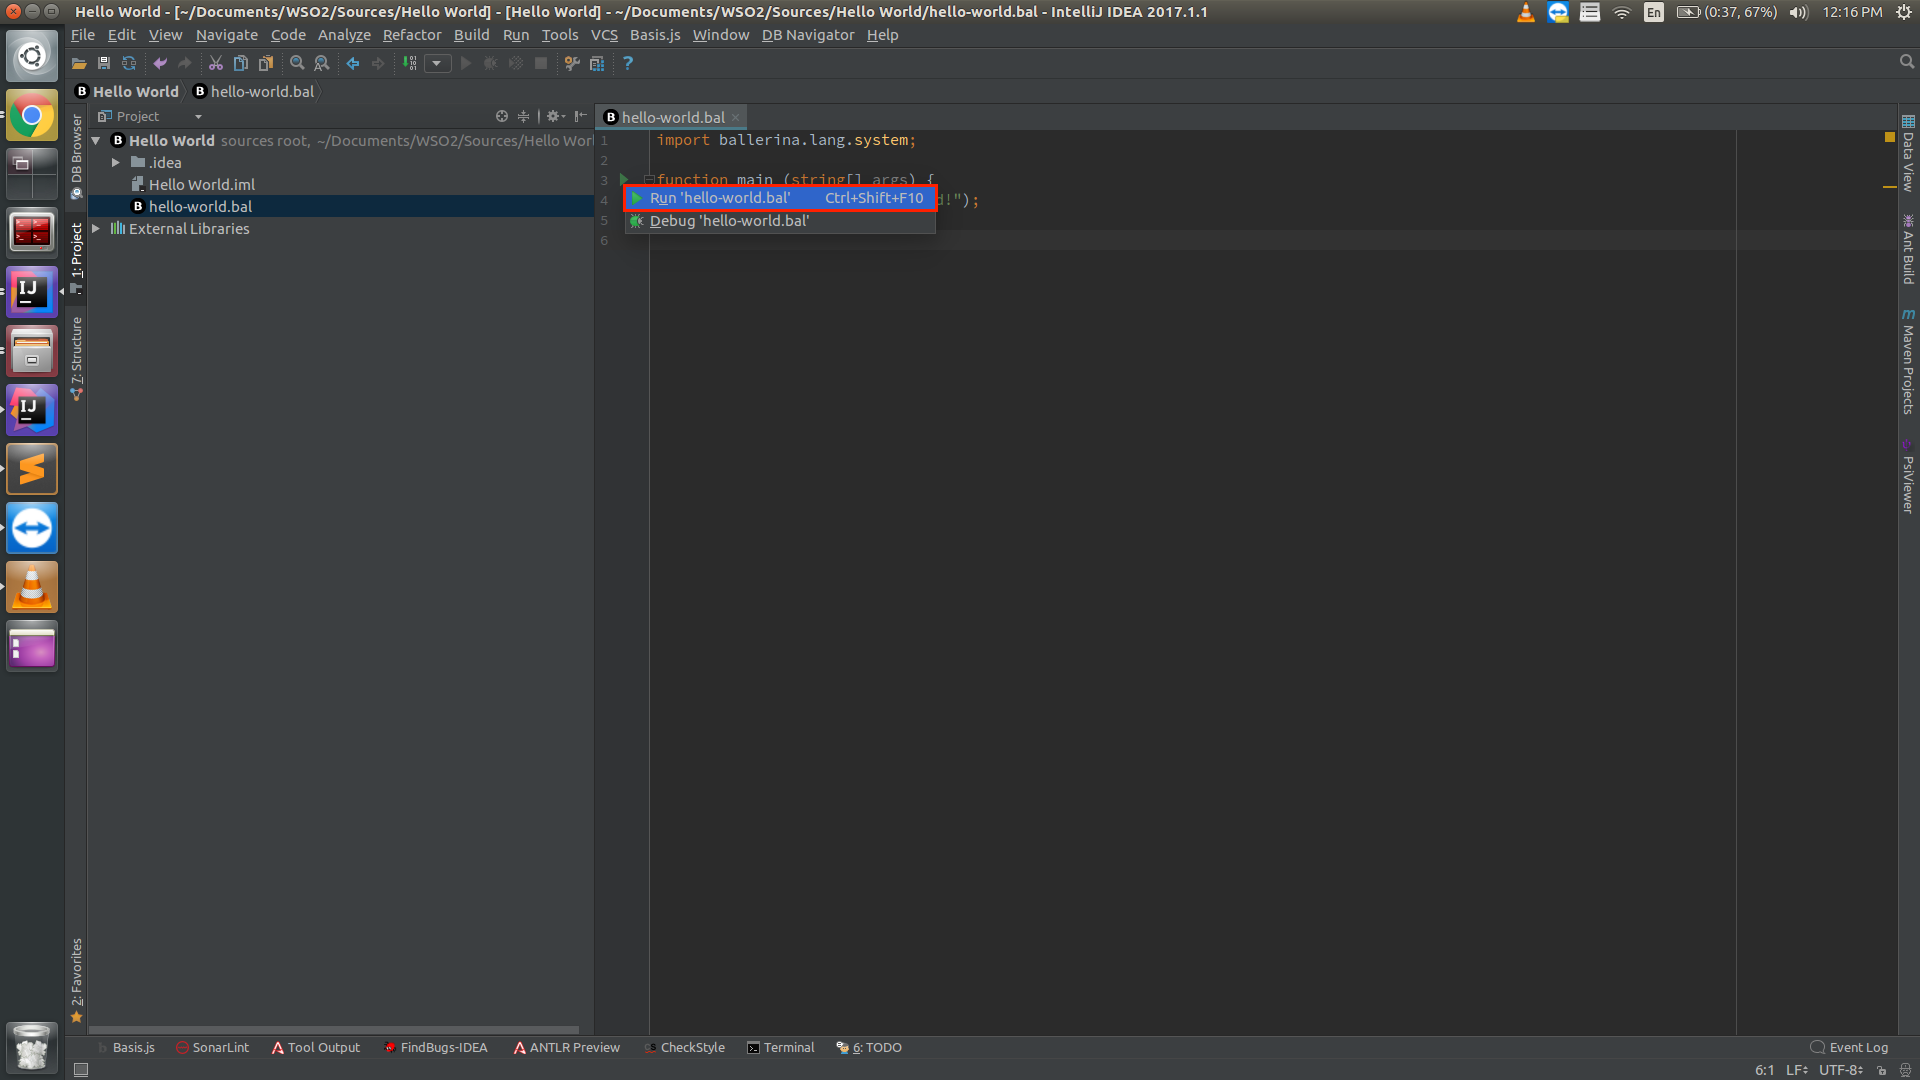 Hello World - [~/Documents/WSO2/Sources/Hello World] - [Hello World] - ~/Documents/WSO2/Sources/Hello World/hello-world.bal - IntelliJ IDEA 2017.1.1
En
(0:37, 67%)
12:16 PM
File Edit View Navigate Code Analyze Refactor Build Run Tools VCS Basis.js Window DB Navigator Help
B Hello World B hello-world.bal
Project
B hello-world.bal
B Hello World sources root, ~/Documents/WSO2/Sources/Hello Worl
.idea
Hello World.iml
B hello-world.bal
External Libraries
1 import ballerina.lang.system;
2
3 function main (string[] args) {
4 d!");
5
6
Run 'hello-world.bal' Ctrl+Shift+F10
Debug 'hello-world.bal'
DB Browser
1: Project
7: Structure
2: Favorites
IJ
IJ
Data View
Ant Build
m Maven Projects
PsiViewer
Basis.js SonarLint Tool Output FindBugs-IDEA ANTLR Preview CS CheckStyle Terminal 6: TODO Event Log
6:1 LF UTF-8